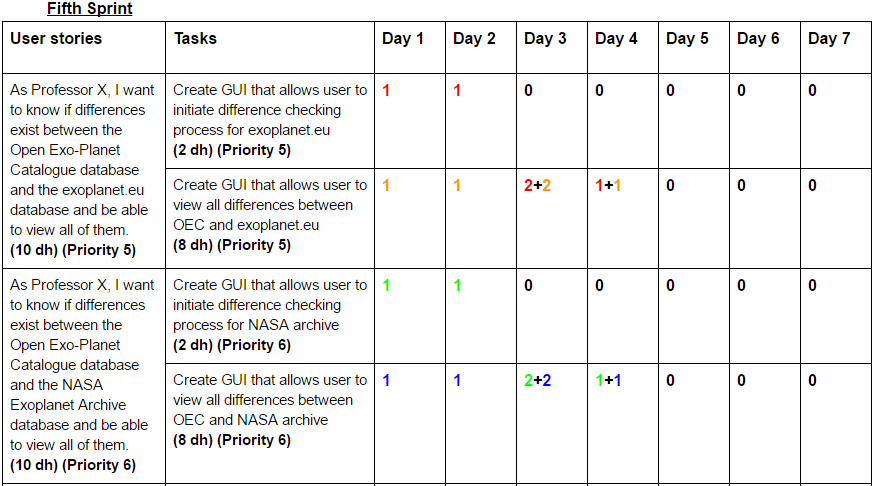 Fifth Sprint
User stories Tasks Day 1 Day 2 Day 3 Day 4 Day 5 Day 6 Day 7
As Professor X, I want
to know if differences
exist between the
Open Exo-Planet
Catalogue database
and the exoplanet.eu
database and be able
to view all of them.
(10 dh) (Priority 5)
Create GUI that allows user to
initiate difference checking
process for exoplanet.eu
(2 dh) (Priority 5)
1 1 0 0 0 0 0
Create GUI that allows user to
view all differences between
OEC and exoplanet.eu
(8 dh) (Priority 5)
1 1 2+2 1+1 0 0 0
As Professor X, I want
to know if differences
exist between the
Open Exo-Planet
Catalogue database
and the NASA
Exoplanet Archive
database and be able
to view all of them.
(10 dh) (Priority 6)
Create GUI that allows user to
initiate difference checking
process for NASA archive
(2 dh) (Priority 6)
1 1 0 0 0 0 0
Create GUI that allows user to
view all differences between
OEC and NASA archive
(8 dh) (Priority 6)
1 1 2+2 1+1 0 0 0